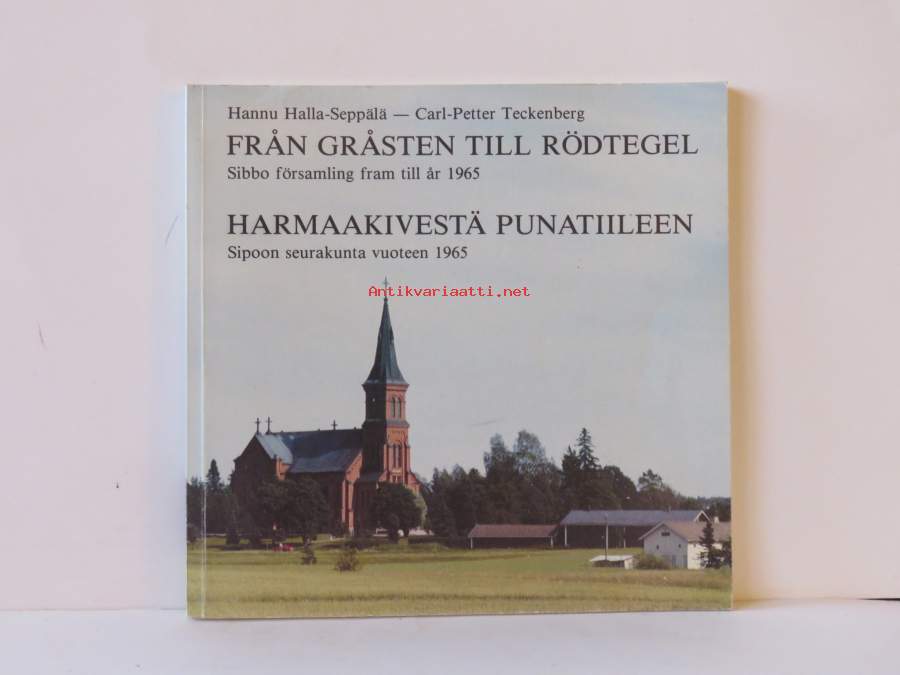 Hannu Halla-Seppälä — Carl-Petter Teckenberg
FRÅN GRÅSTEN TILL RÖDTEGEL
Sibbo församling fram till år 1965
HARMAAKIVESTÄ PUNATIILEEN
Sipoon seurakunta vuoteen 1965
Antikvariaatti.net